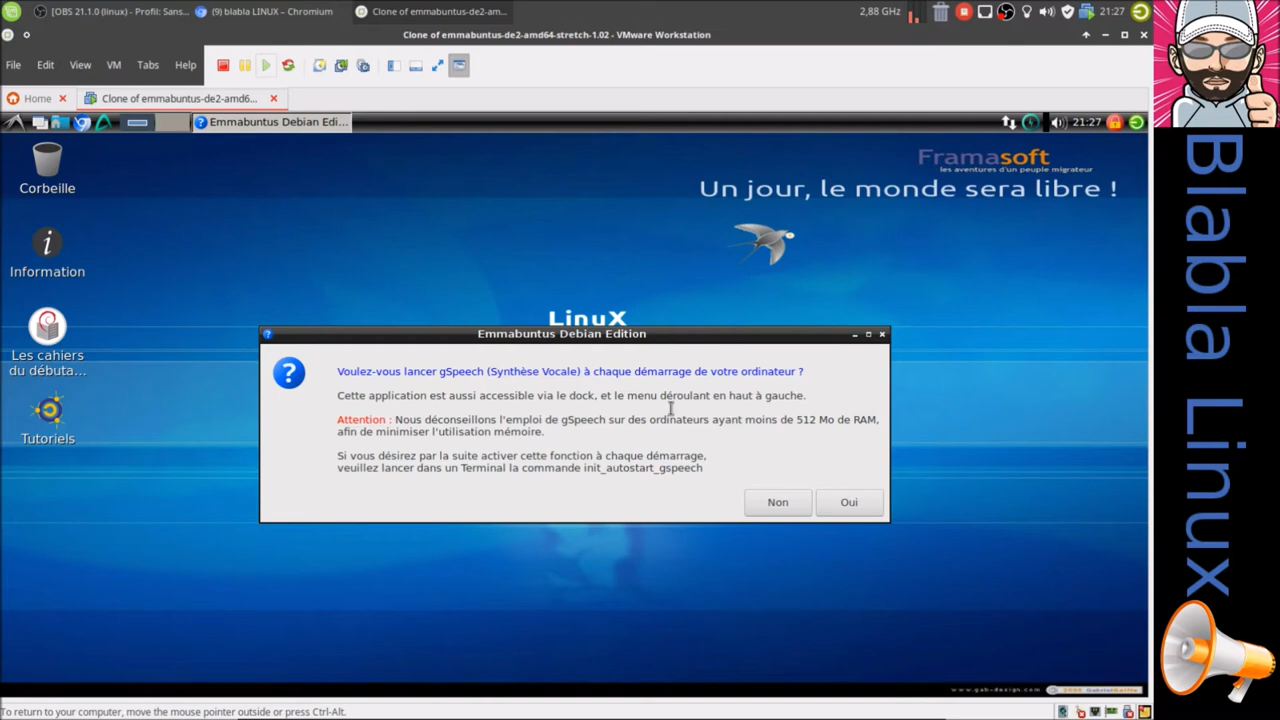 [OBS 21.1.0 (linux) - Profil: Sans...
(9) blabla LINUX – Chromium
Clone of emmabuntus-de2-am...
2,88 GHz
21:27
Clone of emmabuntus-de2-amd64-stretch-1.02 - VMware Workstation
File Edit View VM Tabs Help
Home
Clone of emmabuntus-de2-amd6...
Emmabuntus Debian Edi...
21:27
Corbeille
Information
Les cahiers
du débuta...
Tutoriels
Framasoft
les aventures d'un peuple migrateur
Un jour, le monde sera libre !
LinuX
Emmabuntus Debian Edition
Voulez-vous lancer gSpeech (Synthèse Vocale) à chaque démarrage de votre ordinateur ?
Cette application est aussi accessible via le dock, et le menu déroulant en haut à gauche.
Attention : Nous déconseillons l'emploi de gSpeech sur des ordinateurs ayant moins de 512 Mo de RAM,
afin de minimiser l'utilisation mémoire.
Si vous désirez par la suite activer cette fonction à chaque démarrage,
veuillez lancer dans un Terminal la commande init_autostart_gspeech
Non
Oui
www.gab-design.com
To return to your computer, move the mouse pointer outside or press Ctrl-Alt.
Blabla Linux